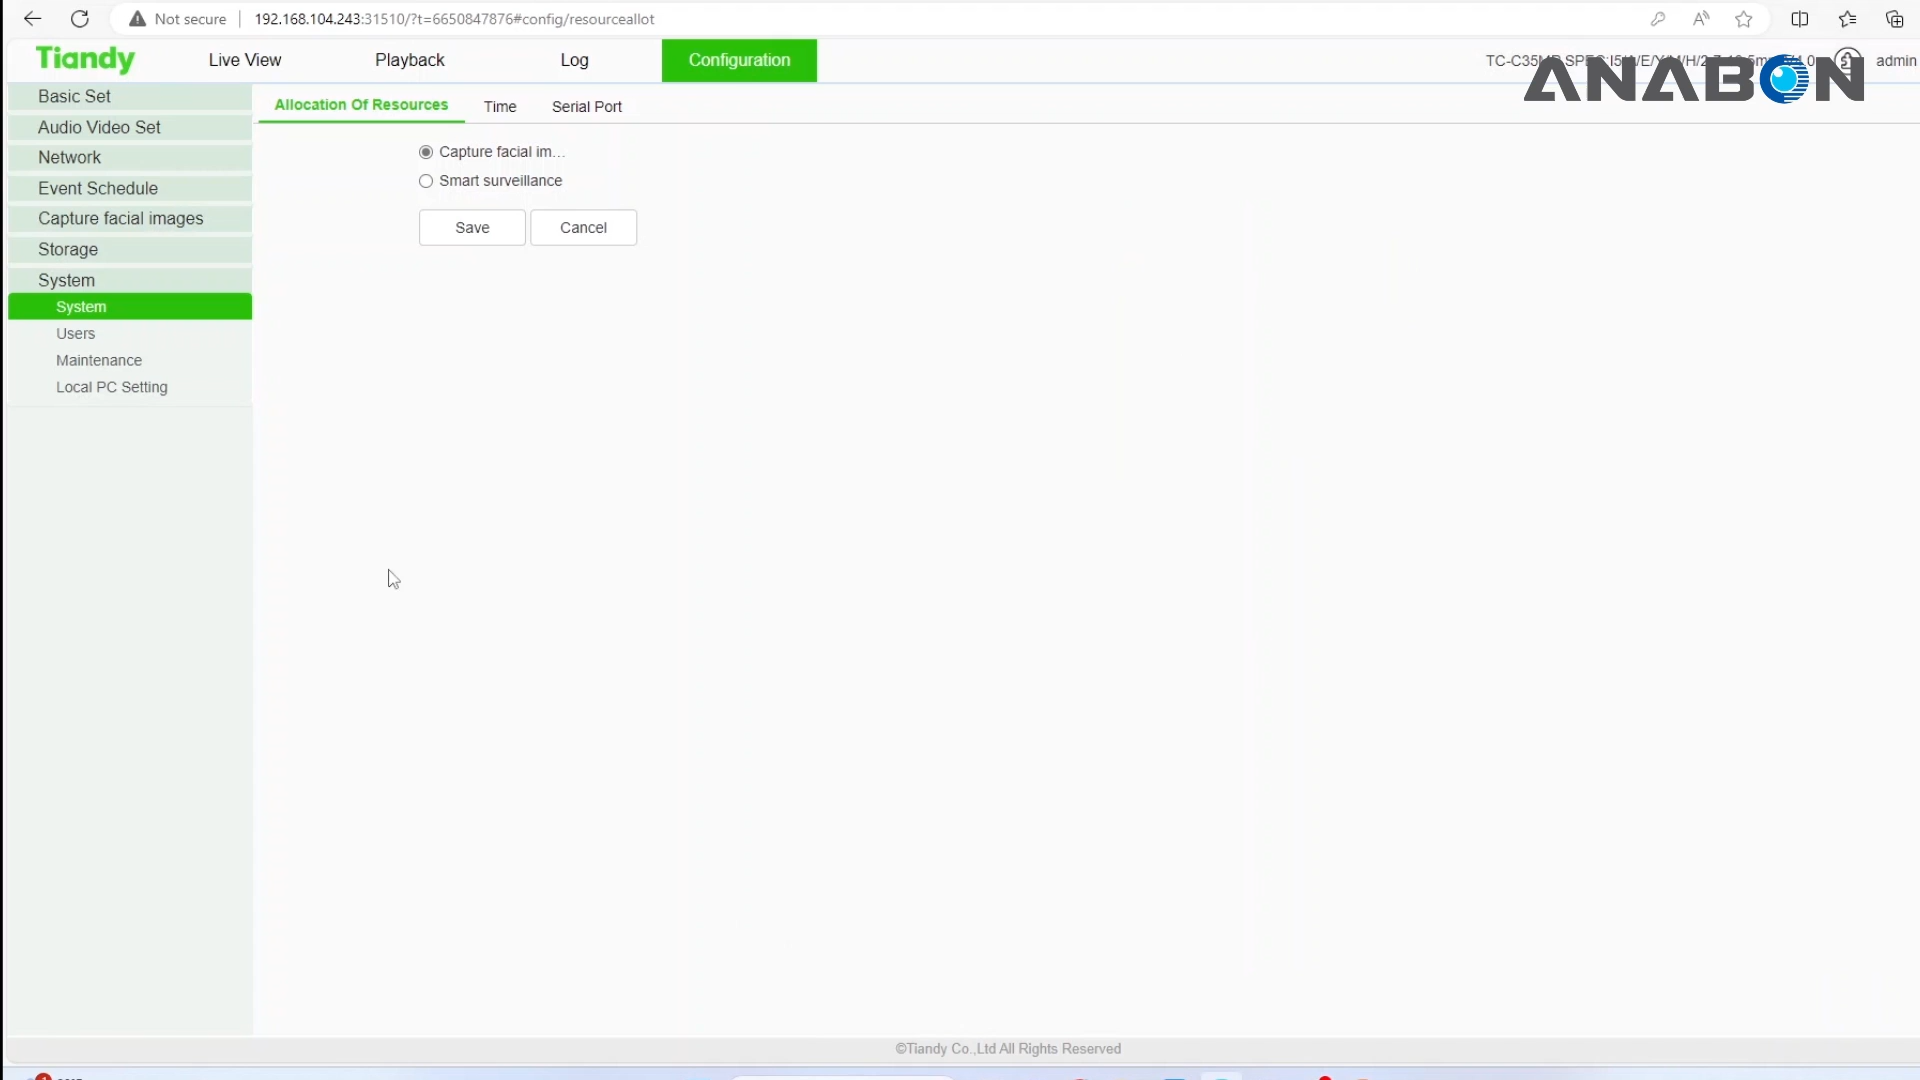 Not secure | 192.168.104.243:31510/?t=6650847876#config/resourceallot
Tiandy
Live View
Playback
Log
Configuration
admin
ANABON
Basic Set
Audio Video Set
Network
Event Schedule
Capture facial images
Storage
System
System
Users
Maintenance
Local PC Setting
Allocation Of Resources
Time
Serial Port
Capture facial im...
Smart surveillance
Save
Cancel
©Tiandy Co.,Ltd All Rights Reserved